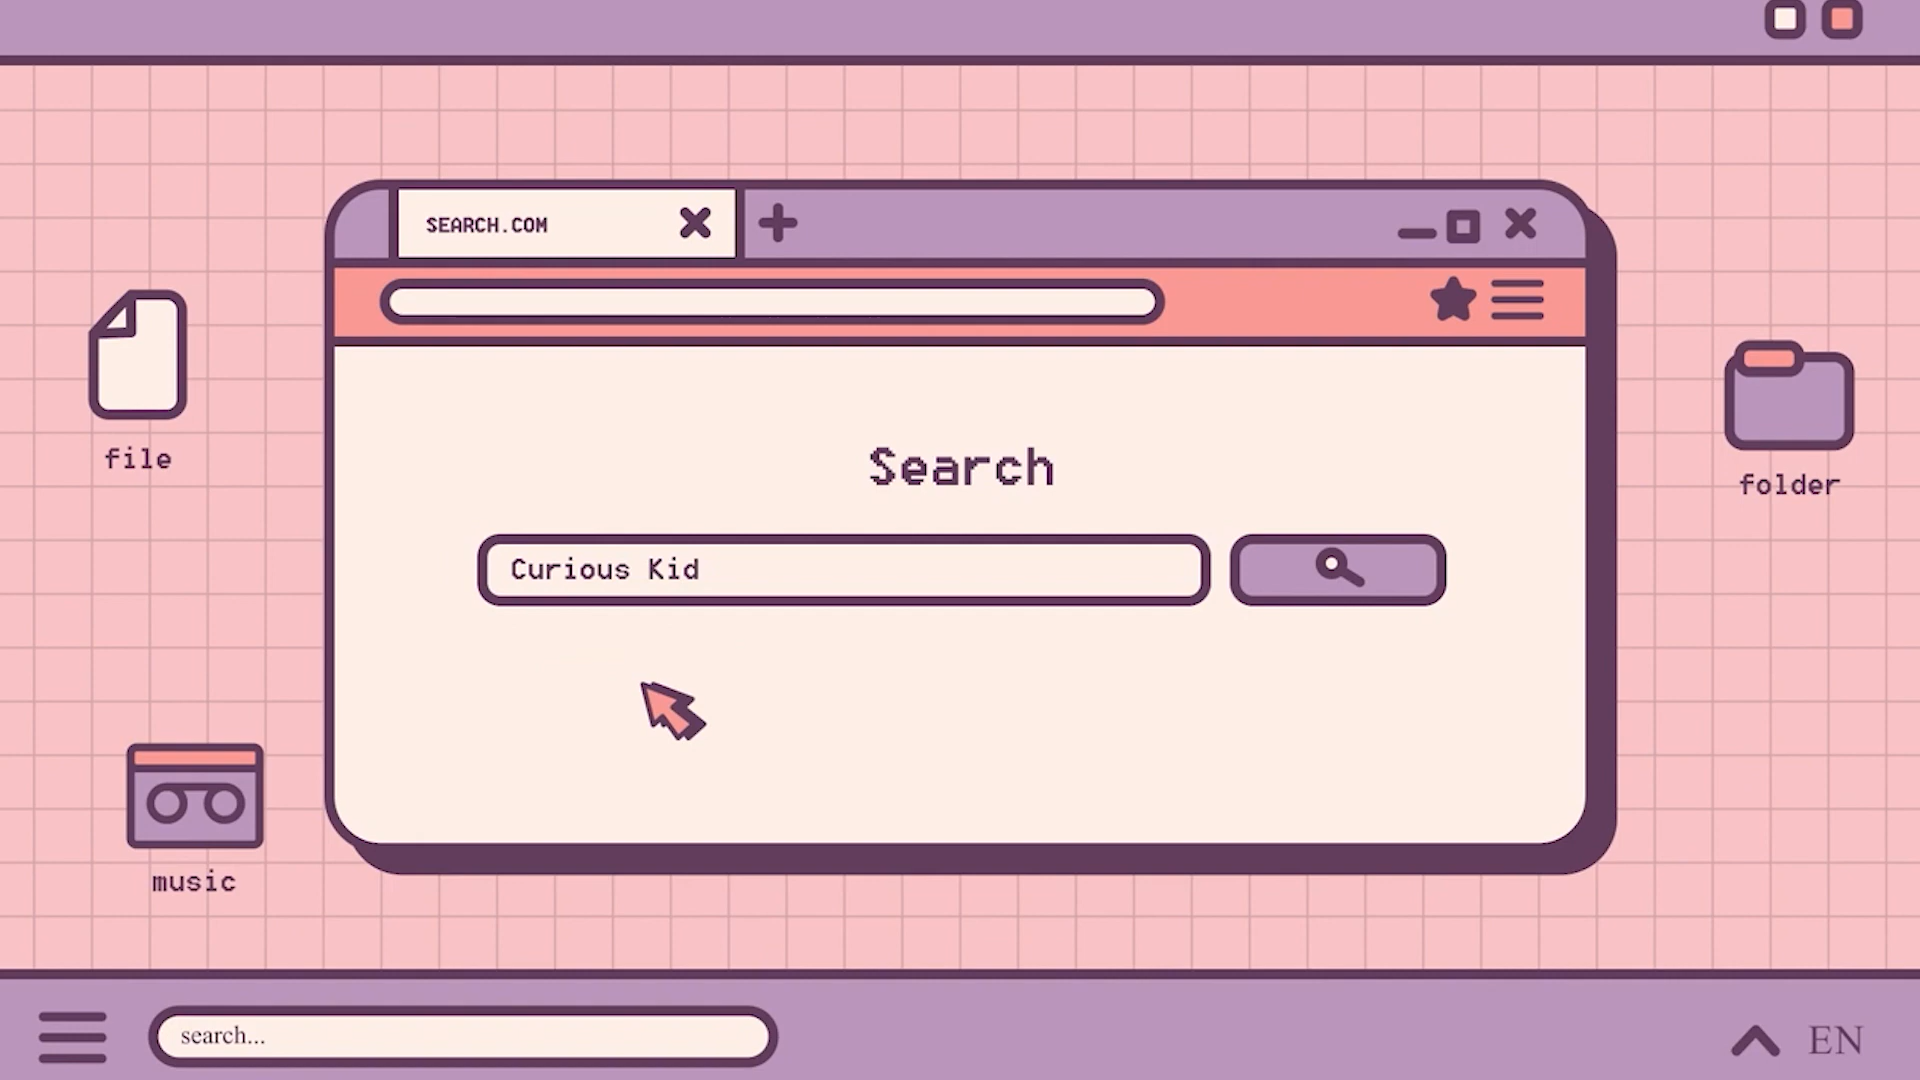 SEARCH.COM
file
folder
Search
Curious Kid
music
search...
EN